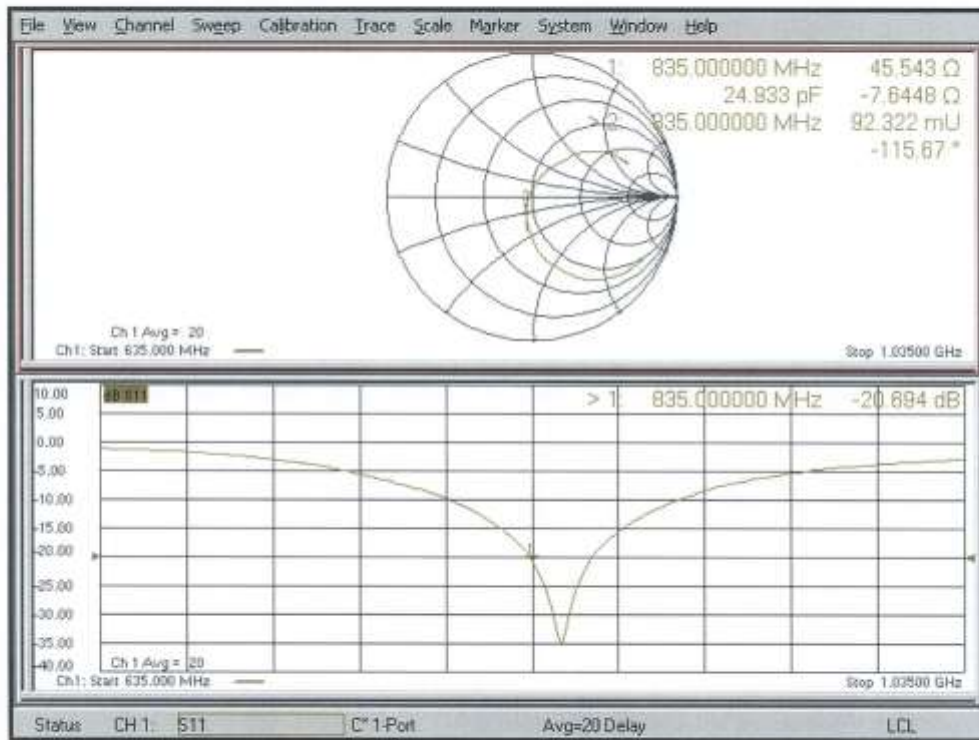 File View Channel Sweep Calibration Trace Scale Marker System Window Help
1: 835.000000 MHz 45.543 Ω
24.933 pF -7.6448 Ω
> 2: 835.000000 MHz 92.322 mU
-115.67 °
Ch 1 Avg = 20
Ch1: Start 635.000 MHz
Stop 1.03500 GHz
10.00
dB S11
> 1: 835.000000 MHz -20.694 dB
5.00
0.00
-5.00
-10.00
-15.00
-20.00
-25.00
-30.00
-35.00
-40.00
Ch 1 Avg = 20
Ch1: Start 635.000 MHz
Stop 1.03500 GHz
Status CH 1: S11 C* 1-Port Avg=20 Delay LCL